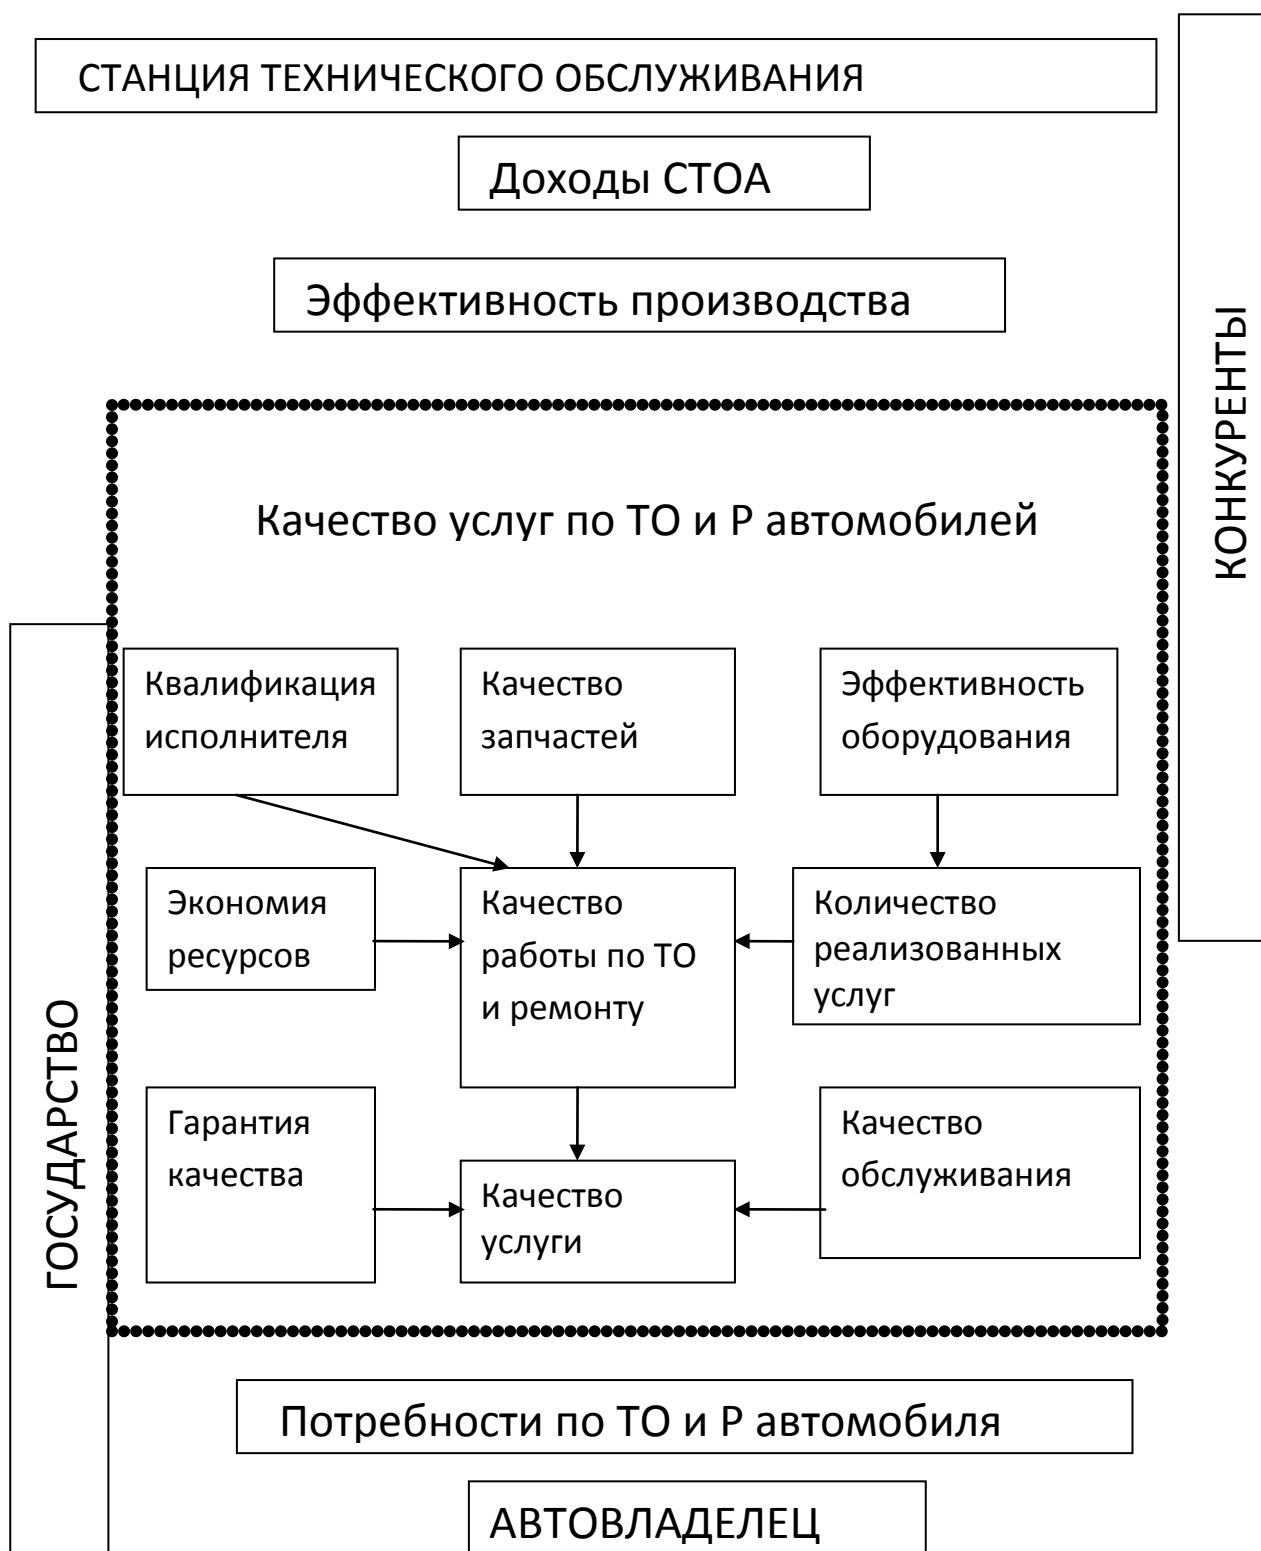 СТАНЦИЯ ТЕХНИЧЕСКОГО ОБСЛУЖИВАНИЯ
Доходы СТОА
Эффективность производства
КОНКУРЕНТЫ
Качество услуг по ТО и Р автомобилей
ГОСУДАРСТВО
Квалификация
исполнителя
Качество
запчастей
Эффективность
оборудования
Экономия
ресурсов
Качество
работы по ТО
и ремонту
Количество
реализованных
услуг
Гарантия
качества
Качество
услуги
Качество
обслуживания
Потребности по ТО и Р автомобиля
АВТОВЛАДЕЛЕЦ